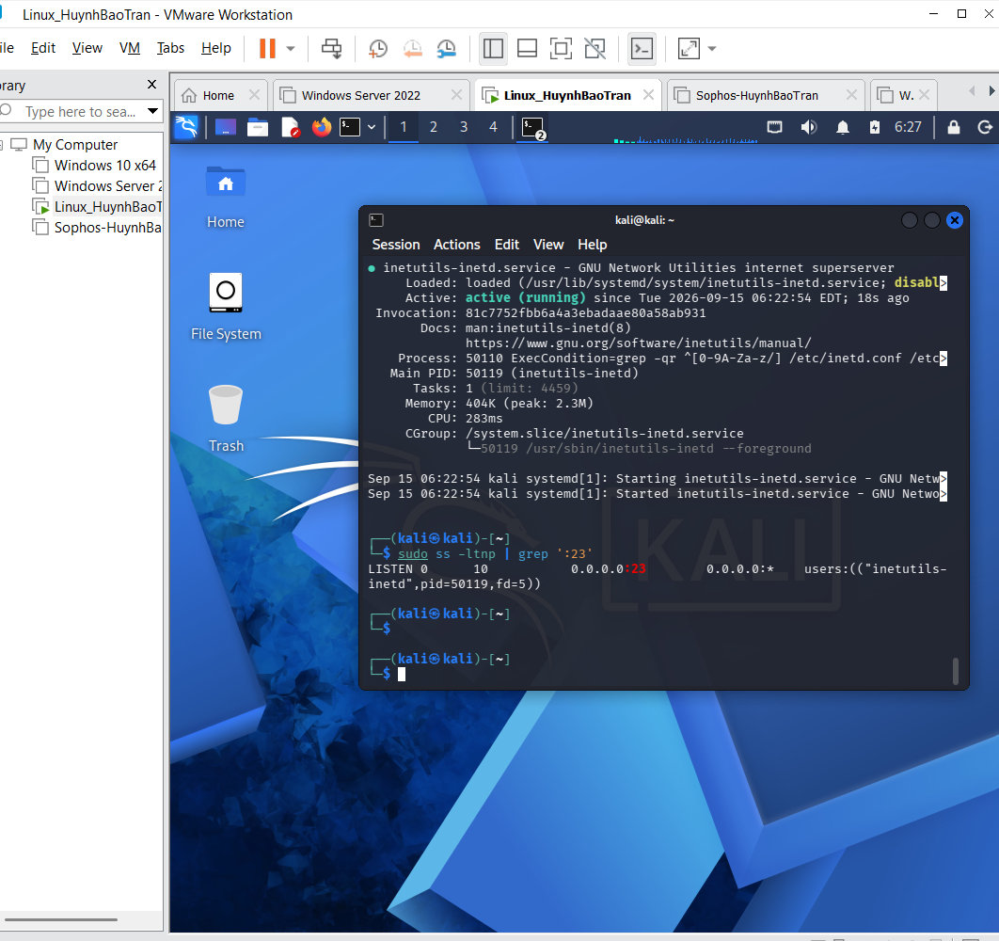 Linux_HuynhBaoTran - VMware Workstation
ile Edit View VM Tabs Help
rary
Type here to sea...
My Computer
Windows 10 x64
Windows Server 2
Linux_HuynhBaoT
Sophos-HuynhBa
Home
Windows Server 2022
Linux_HuynhBaoTran
Sophos-HuynhBaoTran
W.
1 2 3 4
2
6:27
Home
File System
Trash
kali@kali: ~
Session Actions Edit View Help
● inetutils-inetd.service - GNU Network Utilities internet superserver
Loaded: loaded (/usr/lib/systemd/system/inetutils-inetd.service; disabl>
Active: active (running) since Tue 2026-09-15 06:22:54 EDT; 18s ago
Invocation: 81c7752fbb6a4a3ebadaae80a58ab931
Docs: man:inetutils-inetd(8)
https://www.gnu.org/software/inetutils/manual/
Process: 50110 ExecCondition=grep -qr ^[0-9A-Za-z/] /etc/inetd.conf /etc>
Main PID: 50119 (inetutils-inetd)
Tasks: 1 (limit: 4459)
Memory: 404K (peak: 2.3M)
CPU: 283ms
CGroup: /system.slice/inetutils-inetd.service
└─50119 /usr/sbin/inetutils-inetd --foreground
Sep 15 06:22:54 kali systemd[1]: Starting inetutils-inetd.service - GNU Netw>
Sep 15 06:22:54 kali systemd[1]: Started inetutils-inetd.service - GNU Netwo>
┌──(kali㉿kali)-[~]
└─$ sudo ss -ltnp | grep ':23'
LISTEN 0 10 0.0.0.0:23 0.0.0.0:* users:(("inetutils-
inetd",pid=50119,fd=5))
┌──(kali㉿kali)-[~]
└─$
┌──(kali㉿kali)-[~]
└─$
KALI